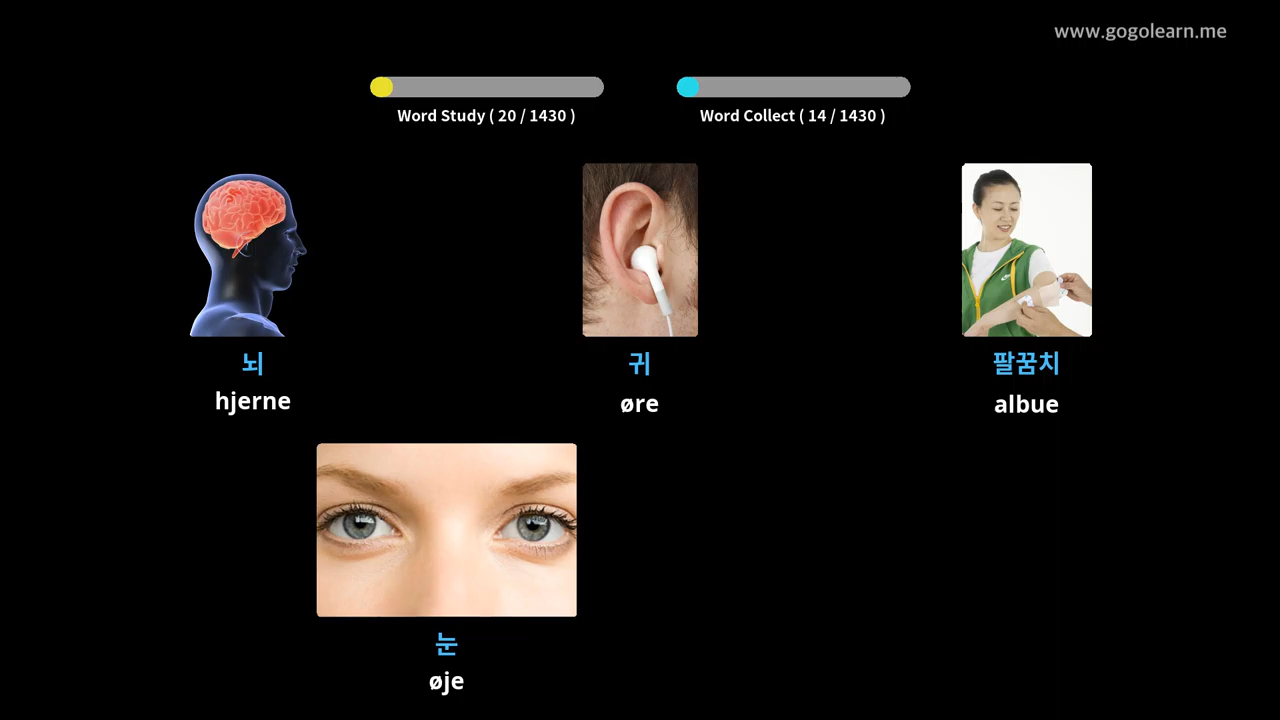 www.gogolearn.me
Word Study ( 20 / 1430 )
Word Collect ( 14 / 1430 )
뇌
hjerne
귀
øre
팔꿈치
albue
눈
øje